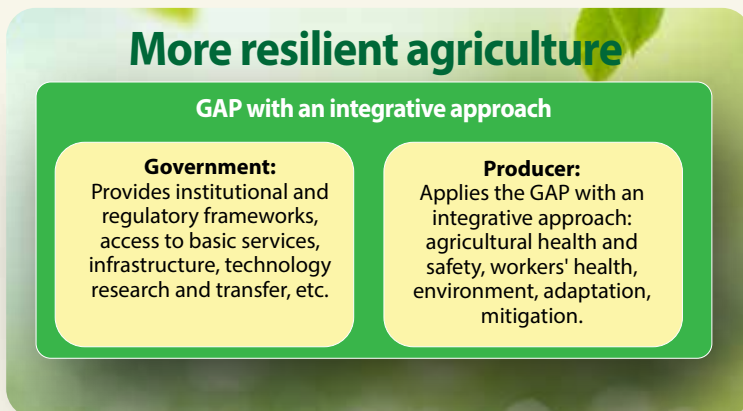 More resilient agriculture
GAP with an integrative approach
Government:
Provides institutional and
regulatory frameworks,
access to basic services,
infrastructure, technology
research and transfer, etc.
Producer:
Applies the GAP with an
integrative approach:
agricultural health and
safety, workers' health,
environment, adaptation,
mitigation.